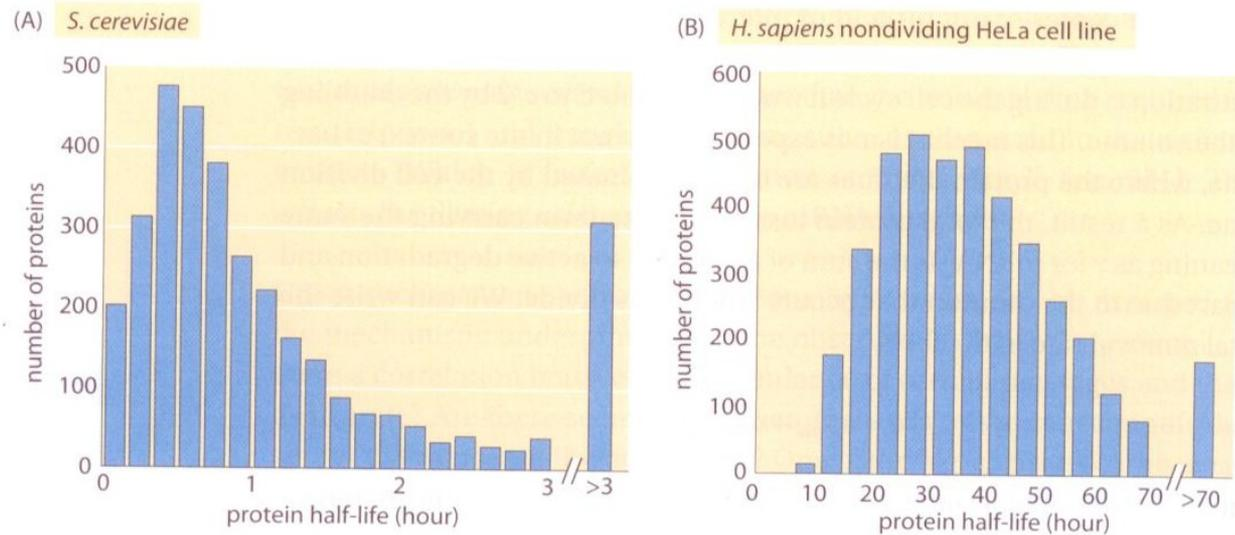 (A) S. cerevisiae
number of proteins
500
400
300
200
100
0
0 1 2 3 >3
protein half-life (hour)
(B) H. sapiens nondividing HeLa cell line
number of proteins
600
500
400
300
200
100
0
0 10 20 30 40 50 60 70 >70
protein half-life (hour)